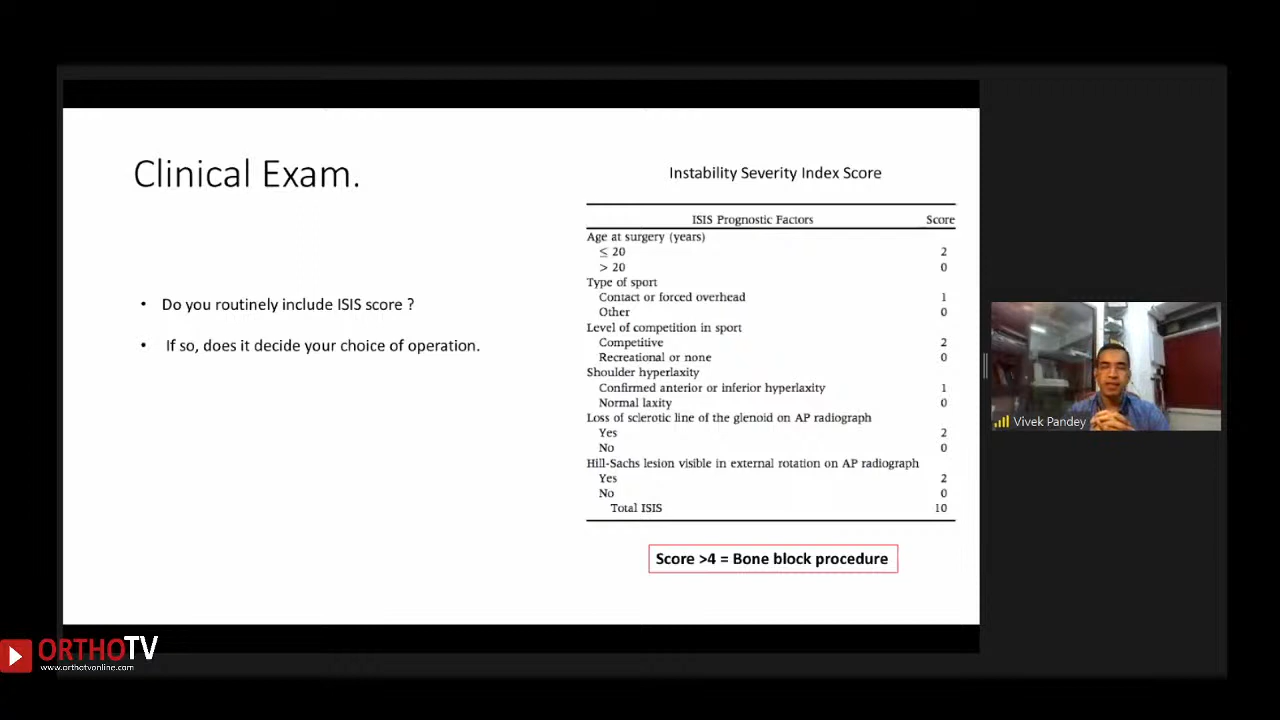 Clinical Exam.
• Do you routinely include ISIS score ?
• If so, does it decide your choice of operation.
Instability Severity Index Score
ISIS Prognostic Factors Score
Age at surgery (years)
≤ 20 2
> 20 0
Type of sport
Contact or forced overhead 1
Other 0
Level of competition in sport
Competitive 2
Recreational or none 0
Shoulder hyperlaxity
Confirmed anterior or inferior hyperlaxity 1
Normal laxity 0
Loss of sclerotic line of the glenoid on AP radiograph
Yes 2
No 0
Hill-Sachs lesion visible in external rotation on AP radiograph
Yes 2
No 0
Total ISIS 10
Score >4 = Bone block procedure
Vivek Pandey
ORTHOTV
www.orthotvonline.com